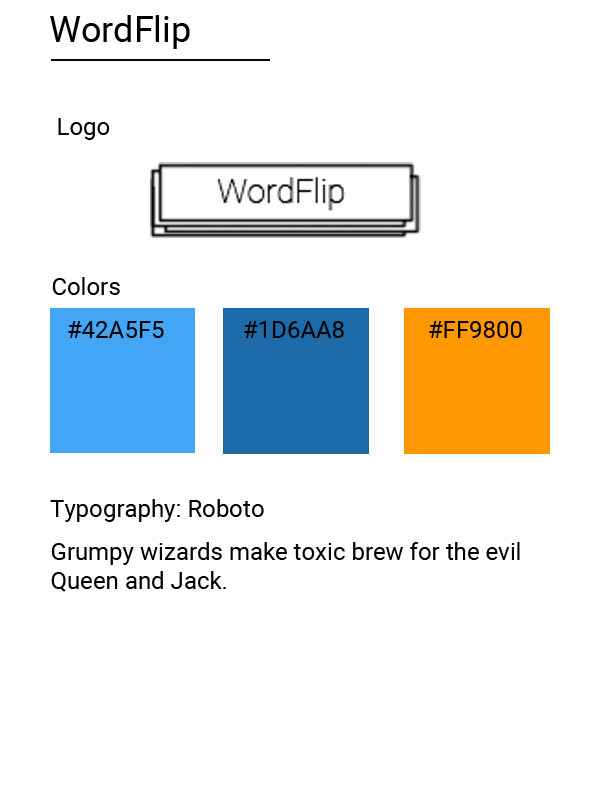 WordFlip
Logo
WordFlip
Colors
#42A5F5 #1D6AA8 #FF9800
Typography: Roboto
Grumpy wizards make toxic brew for the evil
Queen and Jack.